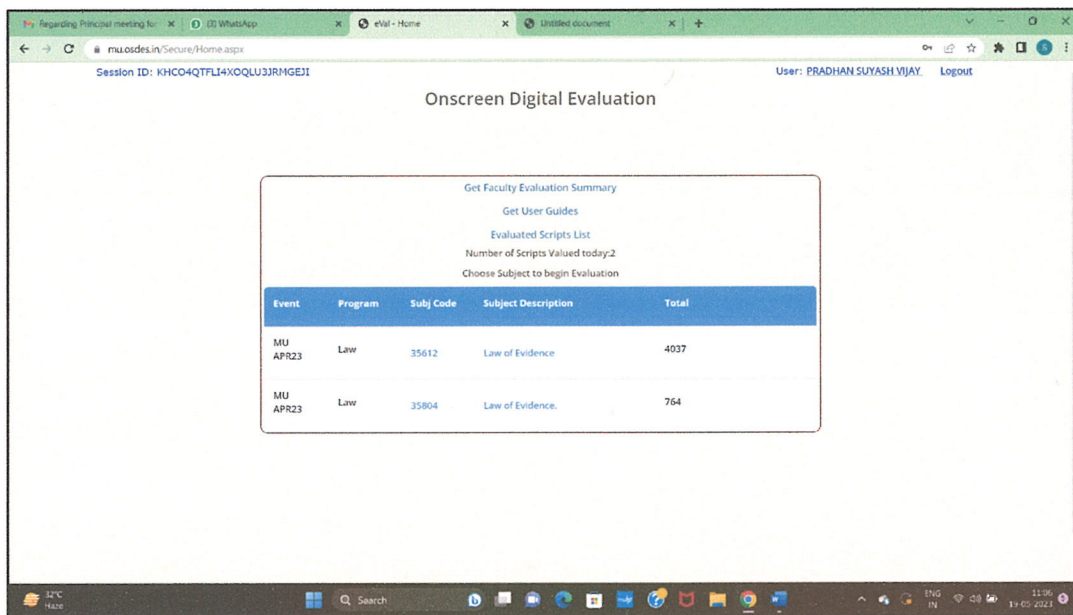 Regarding Principal meeting for
(3) WhatsApp
eVal - Home
Untitled document
mu.osdes.in/Secure/Home.aspx
S
Session ID: KHCO4QTFLI4XOQLU3JRMGEJI
User: PRADHAN SUYASH VIJAY Logout
Onscreen Digital Evaluation
Get Faculty Evaluation Summary
Get User Guides
Evaluated Scripts List
Number of Scripts Valued today:2
Choose Subject to begin Evaluation
Event Program Subj Code Subject Description Total
MU APR23 Law 35612 Law of Evidence 4037
MU APR23 Law 35804 Law of Evidence. 764
32°C
Haze
Search
ENG
IN
11:06
19-05-2023